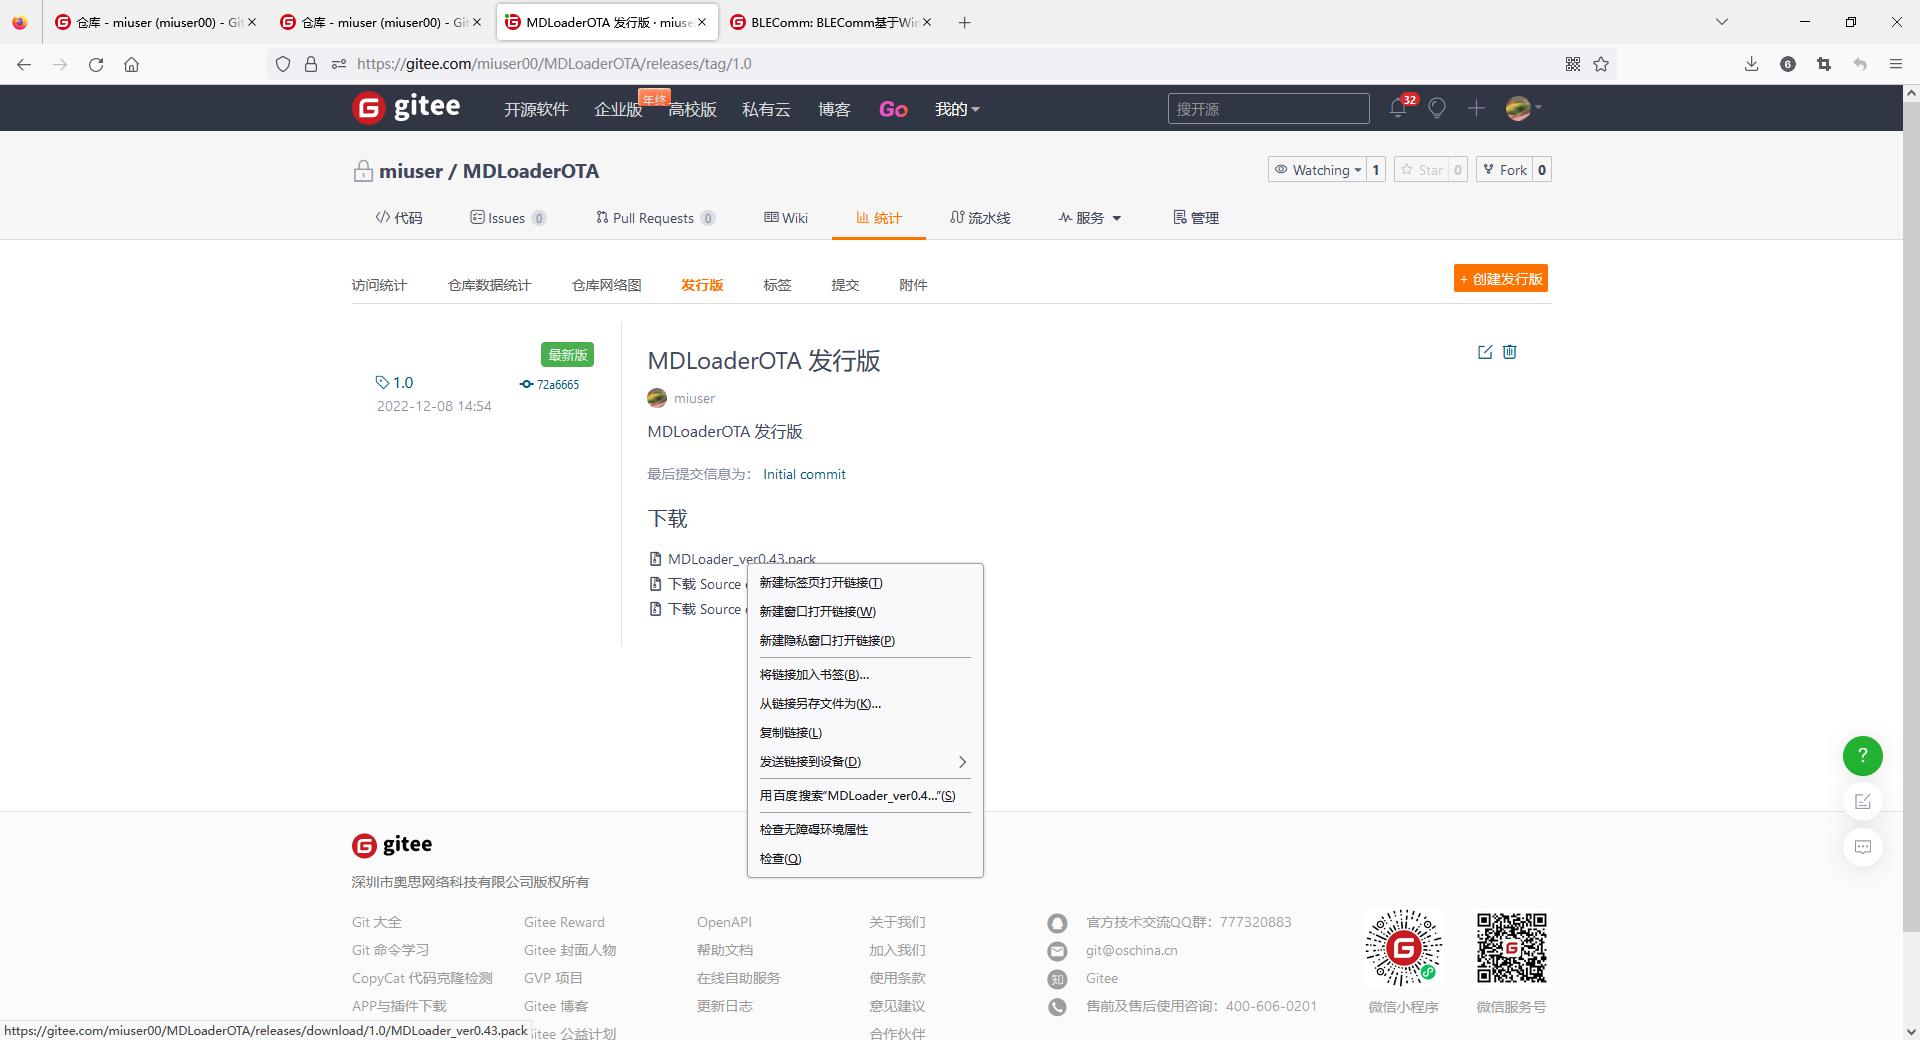 仓库 - miuser (miuser00) - Git
仓库 - miuser (miuser00) - Git
MDLoaderOTA 发行版 · miuse
BLEComm: BLEComm基于Win
https://gitee.com/miuser00/MDLoaderOTA/releases/tag/1.0
6
gitee
开源软件
企业版
年终
高校版
私有云
博客
Go
我的
搜开源
32
miuser / MDLoaderOTA
Watching 1
Star 0
Fork 0
代码
Issues 0
Pull Requests 0
Wiki
统计
流水线
服务
管理
访问统计
仓库数据统计
仓库网络图
发行版
标签
提交
附件
+ 创建发行版
最新版
1.0
72a6665
2022-12-08 14:54
MDLoaderOTA 发行版
miuser
MDLoaderOTA 发行版
最后提交信息为： Initial commit
下载
MDLoader_ver0.43.pack
下载 Source
下载 Source
新建标签页打开链接(T)
新建窗口打开链接(W)
新建隐私窗口打开链接(P)
将链接加入书签(B)...
从链接另存文件为(K)...
复制链接(L)
发送链接到设备(D)
用百度搜索“MDLoader_ver0.4...”(S)
检查无障碍环境属性
检查(Q)
?
gitee
深圳市奥思网络科技有限公司版权所有
Git 大全
Git 命令学习
CopyCat 代码克隆检测
APP与插件下载
Gitee Reward
Gitee 封面人物
GVP 项目
Gitee 博客
Gitee 公益计划
OpenAPI
帮助文档
在线自助服务
更新日志
关于我们
加入我们
使用条款
意见建议
合作伙伴
官方技术交流QQ群：777320883
git@oschina.cn
知 Gitee
售前及售后使用咨询：400-606-0201
微信小程序
微信服务号
https://gitee.com/miuser00/MDLoaderOTA/releases/download/1.0/MDLoader_ver0.43.pack